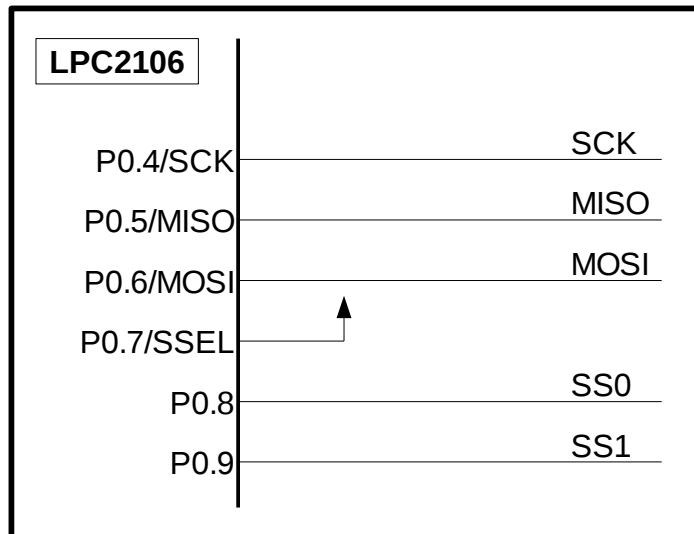 LPC2106
P0.4/SCK SCK
P0.5/MISO MISO
P0.6/MOSI MOSI
P0.7/SSEL
P0.8 SS0
P0.9 SS1